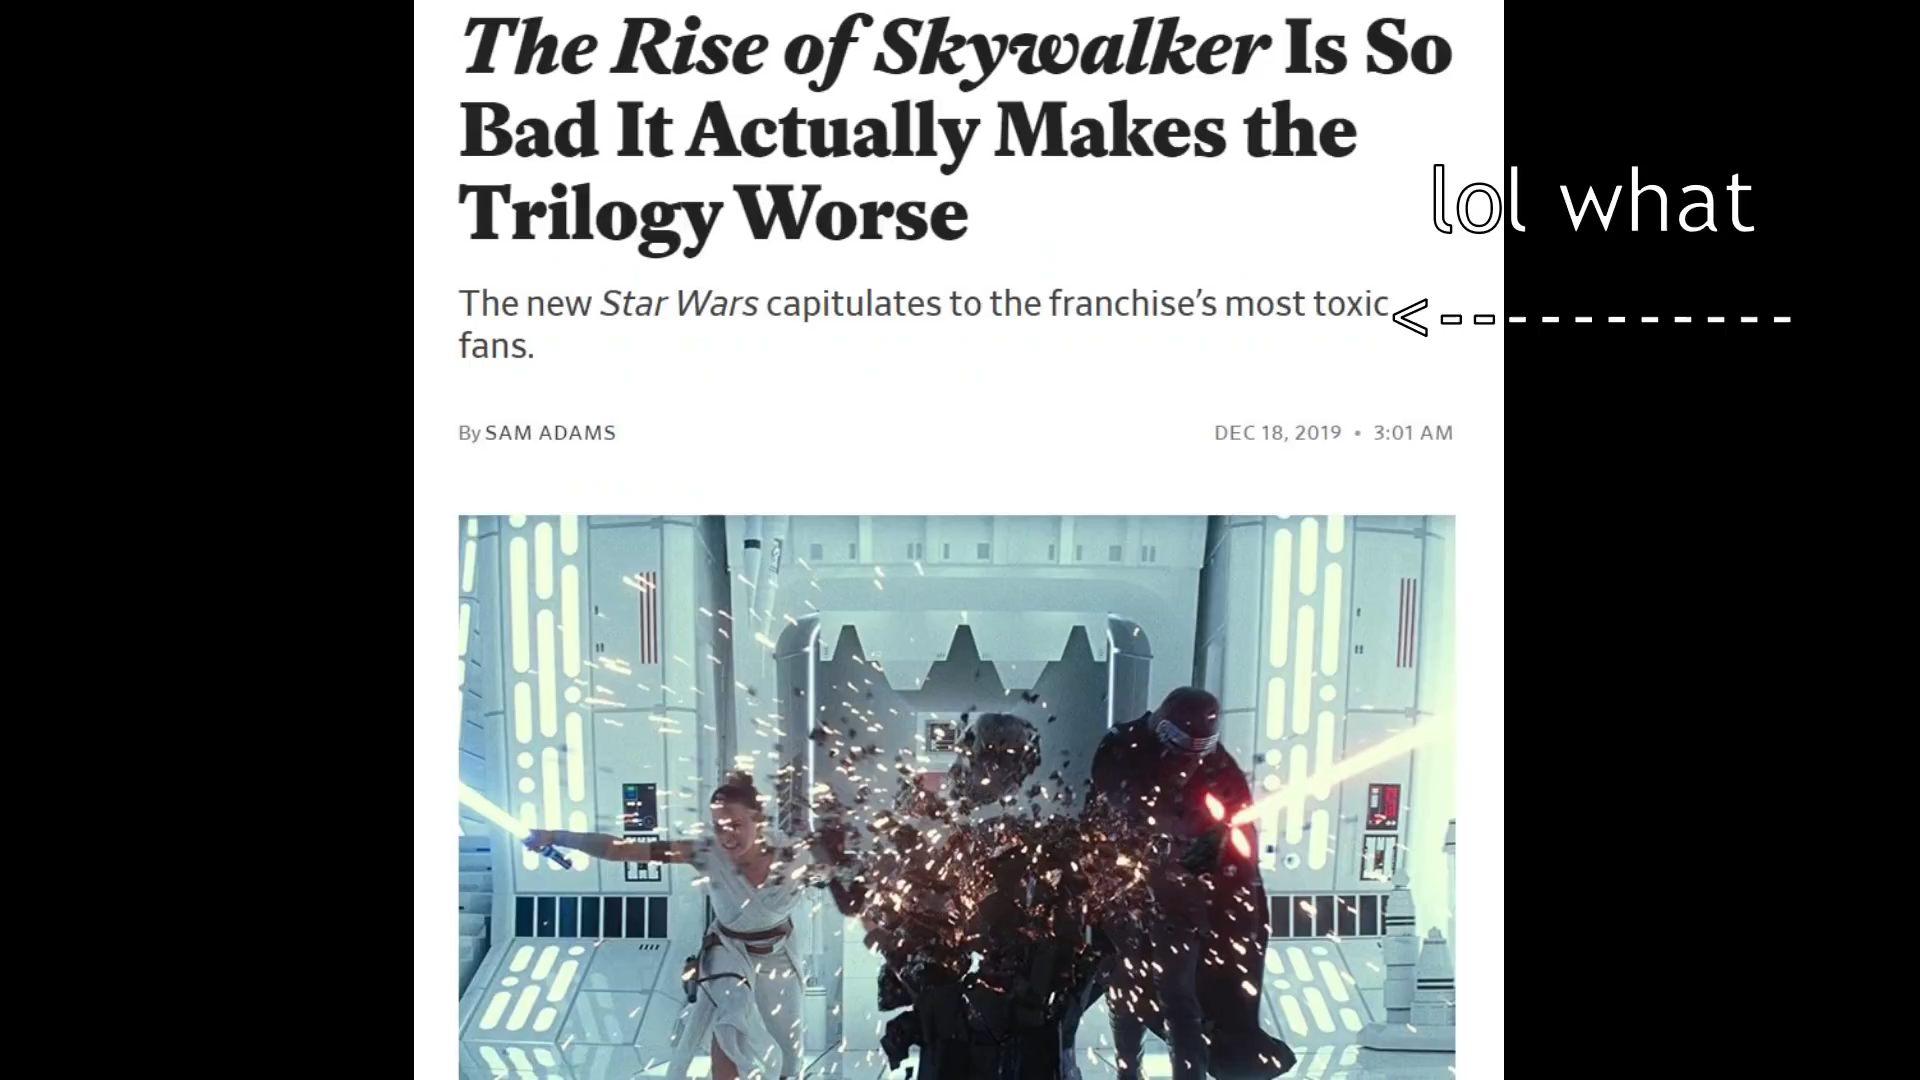 The Rise of Skywalker Is So
Bad It Actually Makes the
Trilogy Worse
lol what
The new Star Wars capitulates to the franchise's most toxic
fans.
<-----------
By SAM ADAMS
DEC 18, 2019 • 3:01 AM